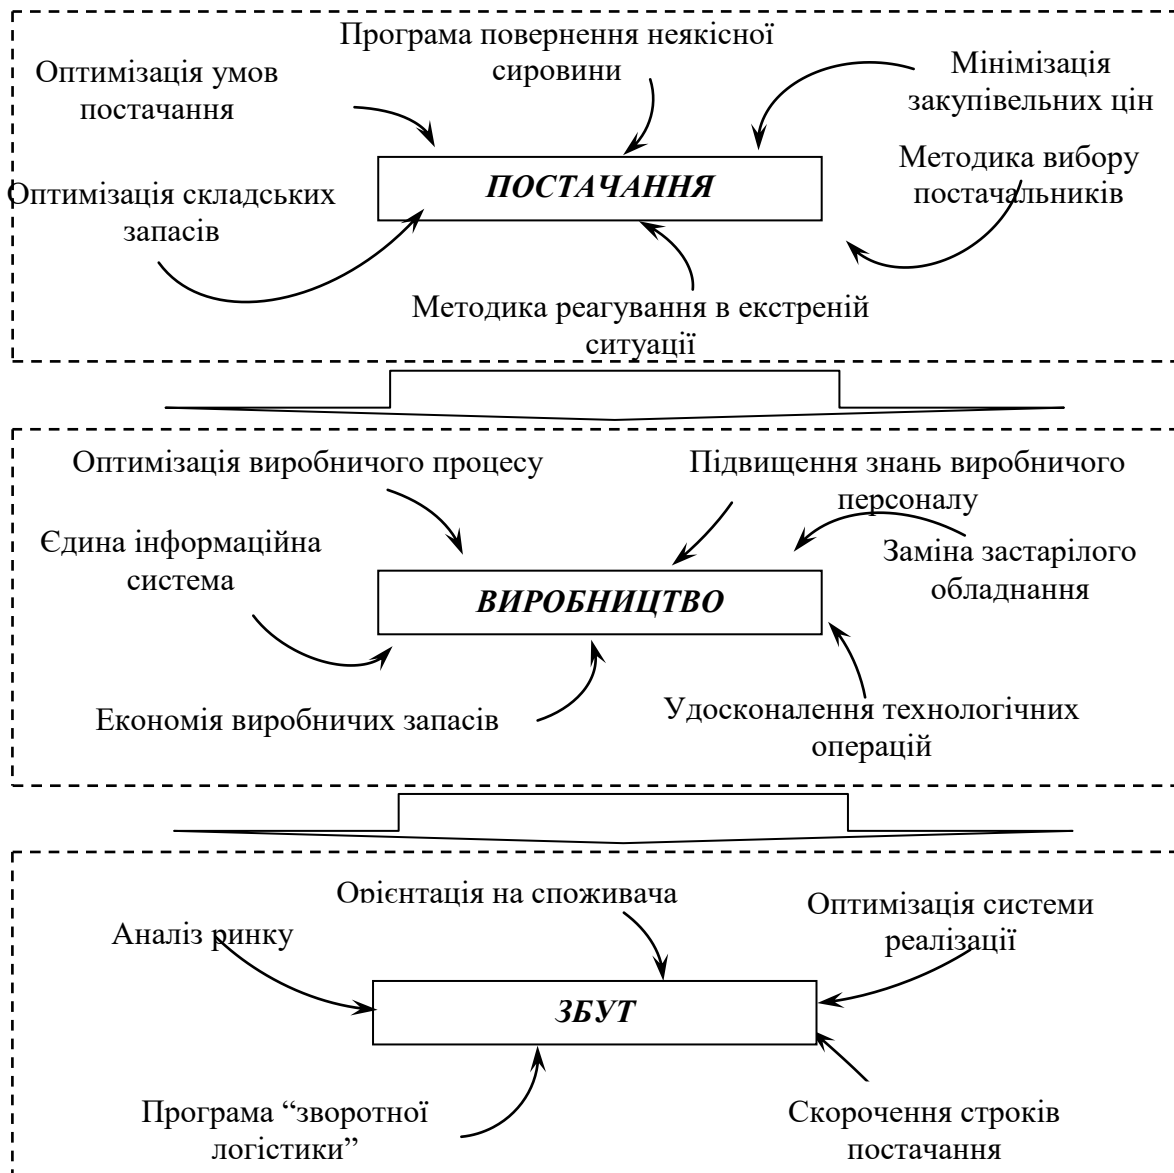 Програма повернення неякісної
сировини
Оптимізація умов
постачання
Мінімізація
закупівельних цін
ПОСТАЧАННЯ
Методика вибору
постачальників
Оптимізація складських
запасів
Методика реагування в екстреній
ситуації
Оптимізація виробничого процесу
Підвищення знань виробничого
персоналу
Єдина інформаційна
система
Заміна застарілого
обладнання
ВИРОБНИЦТВО
Економія виробничих запасів
Удосконалення технологічних
операцій
Орієнтація на споживача
Аналіз ринку
Оптимізація системи
реалізації
ЗБУТ
Програма “зворотної
логістики”
Скорочення строків
постачання